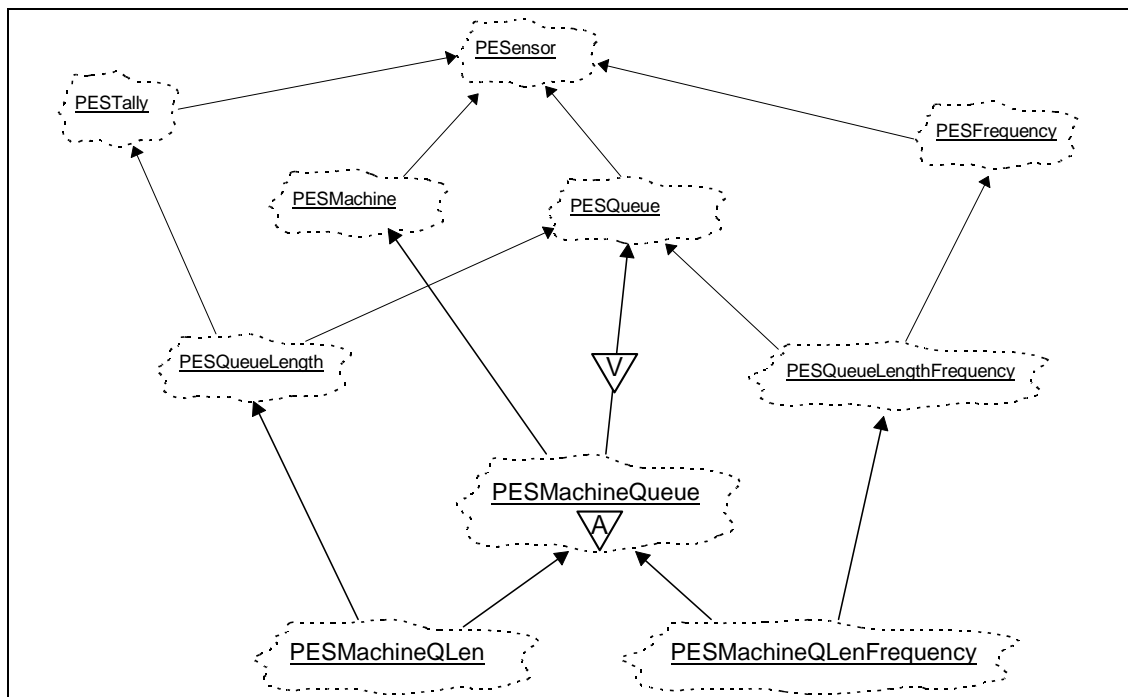 PESensor
PESTally
PESFrequency
PESMachine
PESQueue
PESQueueLength
V
PESQueueLengthFrequency
PESMachineQueue
A
PESMachineQLen
PESMachineQLenFrequency